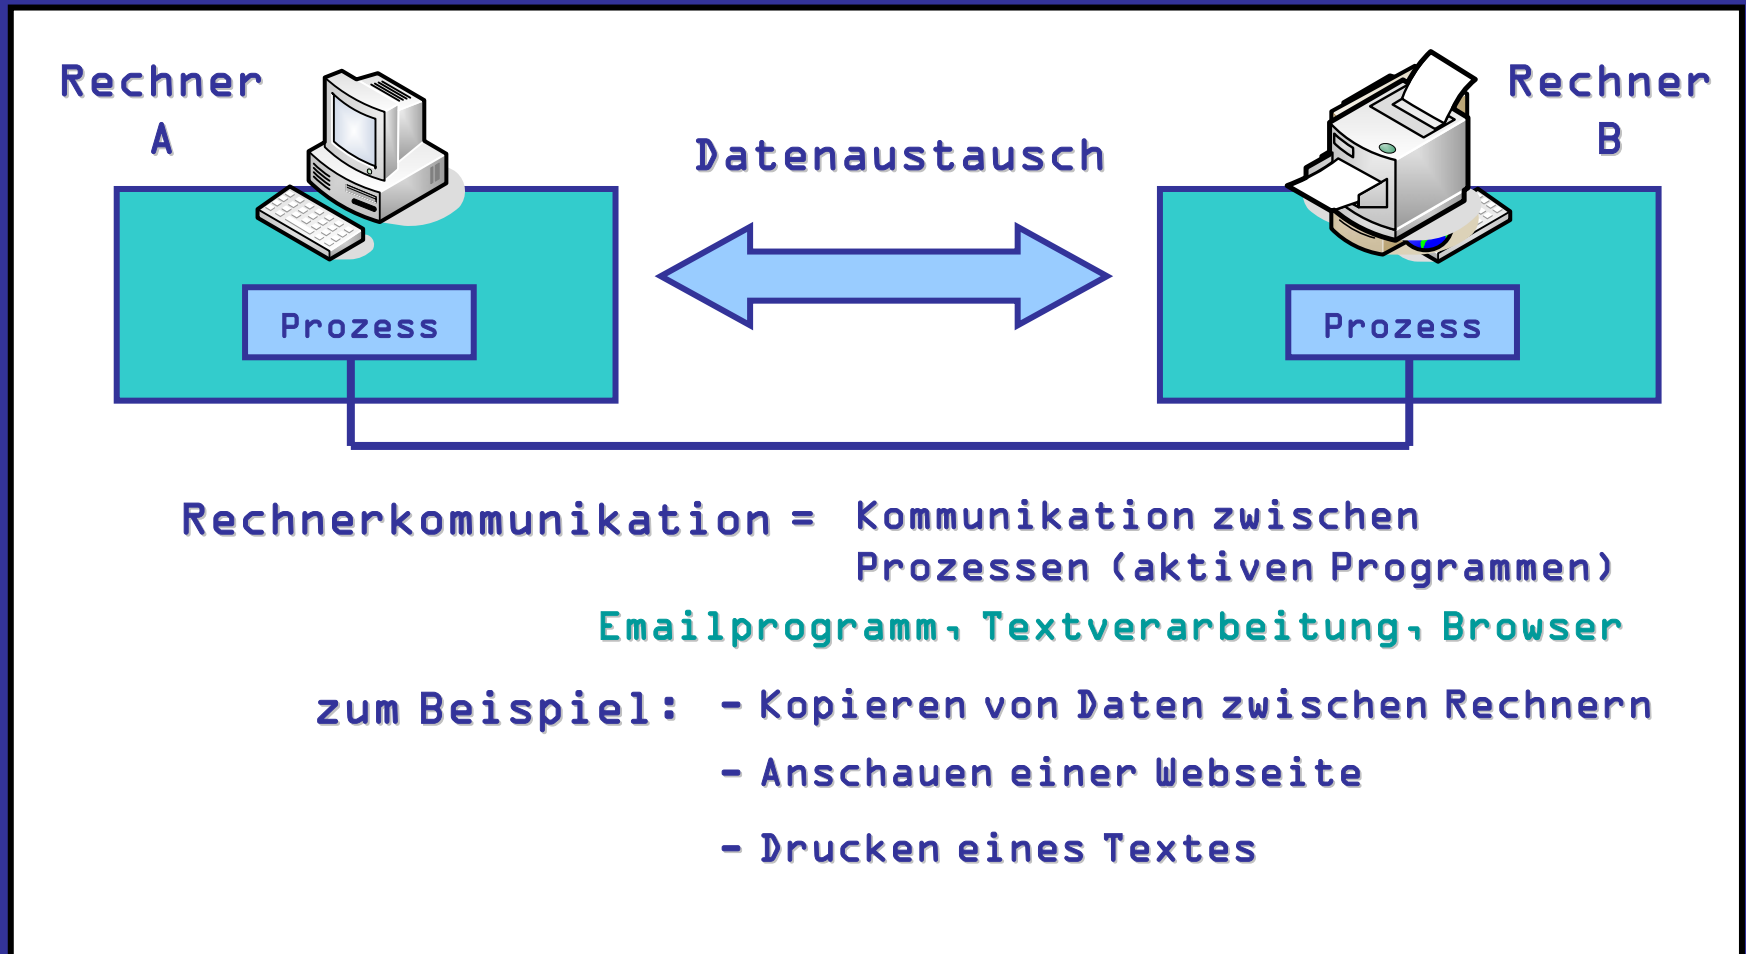 Rechner
A
Rechner
B
Datenaustausch
Prozess
Prozess
Rechnerkommunikation = Kommunikation zwischen
Prozessen (aktiven Programmen)
Emailprogramm, Textverarbeitung, Browser
zum Beispiel: - Kopieren von Daten zwischen Rechnern
- Anschauen einer Webseite
- Drucken eines Textes